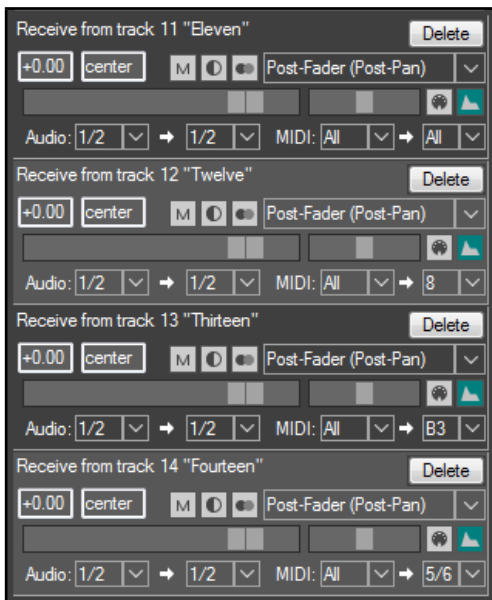 Receive from track 11 "Eleven" Delete
+0.00 center M Post-Fader (Post-Pan)
Audio: 1/2 → 1/2 MIDI: All → All
Receive from track 12 "Twelve" Delete
+0.00 center M Post-Fader (Post-Pan)
Audio: 1/2 → 1/2 MIDI: All → 8
Receive from track 13 "Thirteen" Delete
+0.00 center M Post-Fader (Post-Pan)
Audio: 1/2 → 1/2 MIDI: All → B3
Receive from track 14 "Fourteen" Delete
+0.00 center M Post-Fader (Post-Pan)
Audio: 1/2 → 1/2 MIDI: All → 5/6